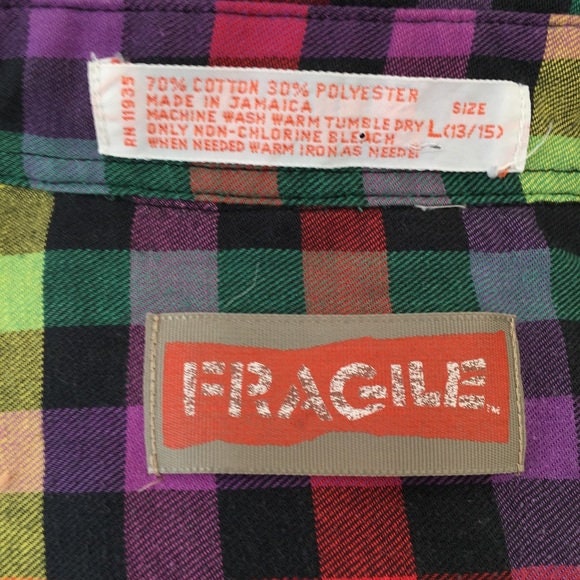 RN 11935
70% COTTON 30% POLYESTER
MADE IN JAMAICA
MACHINE WASH WARM TUMBLE DRY
ONLY NON-CHLORINE BLEACH
WHEN NEEDED WARM IRON AS NEEDE
SIZE
L (13/15)
FRAGILE